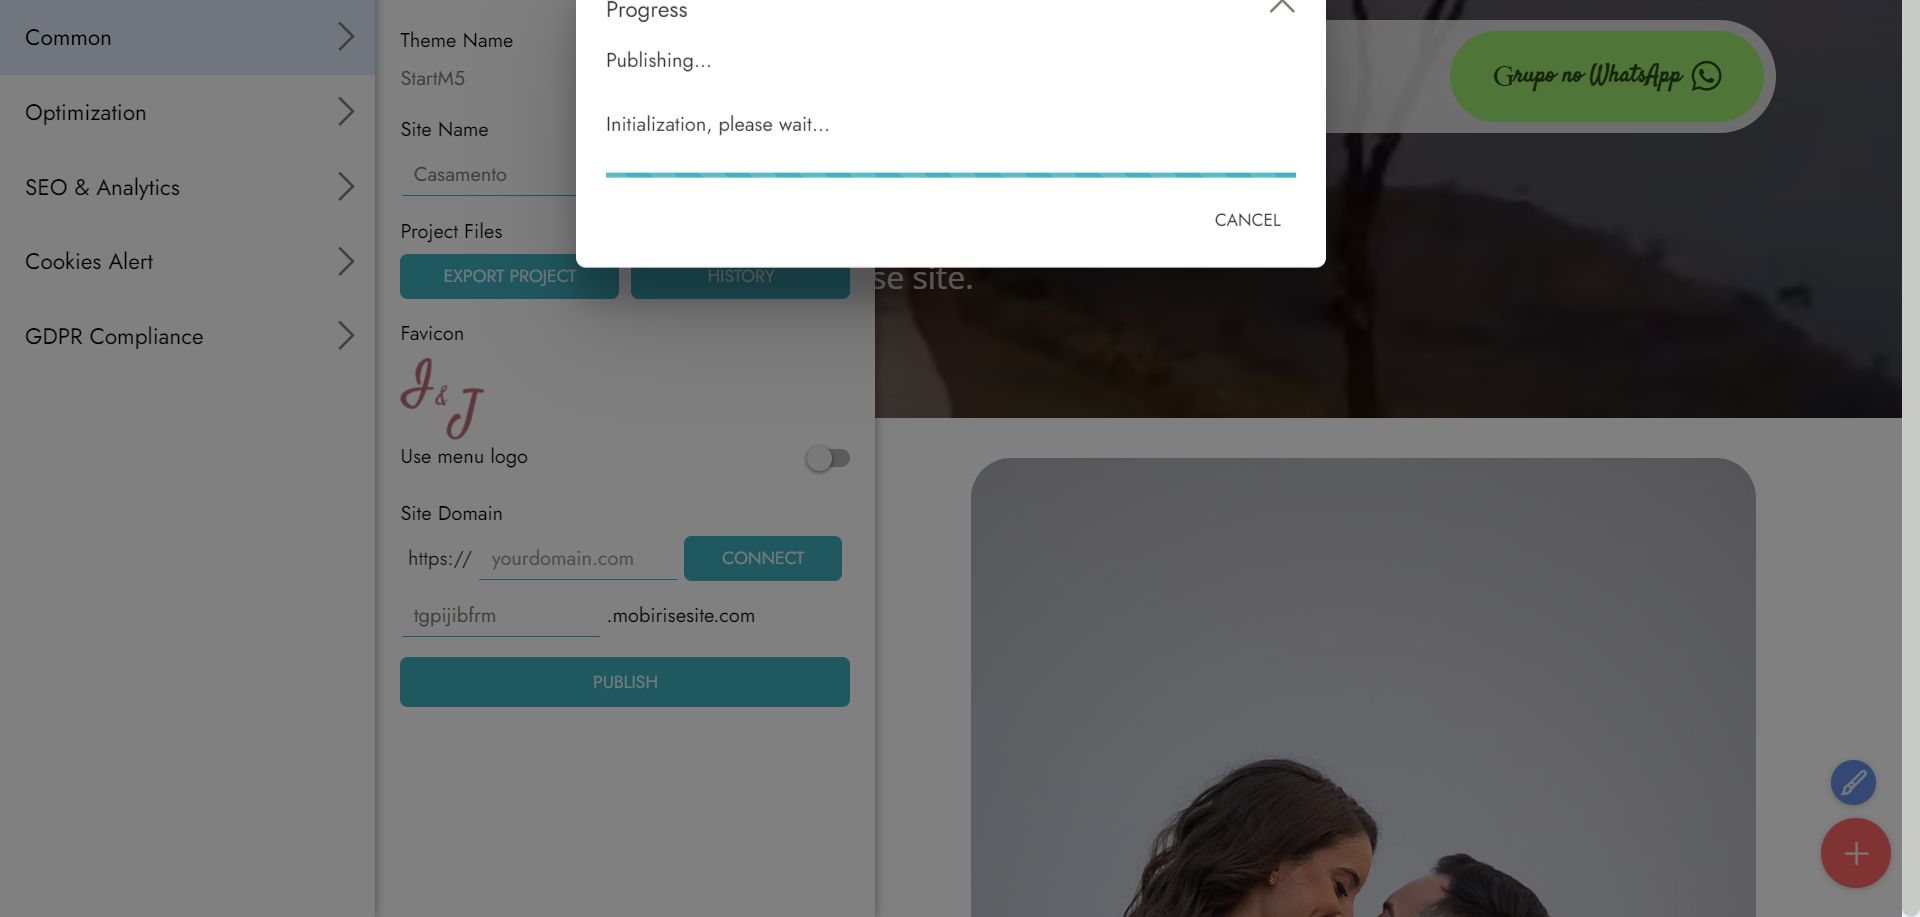 Common
Optimization
SEO & Analytics
Cookies Alert
GDPR Compliance
Theme Name
StartM5
Site Name
Casamento
Project Files
EXPORT PROJECT
HISTORY
Favicon
J & J
Use menu logo
Site Domain
https://
yourdomain.com
CONNECT
tgpijibfrm
.mobirisesite.com
PUBLISH
Progress
Publishing...
Initialization, please wait...
CANCEL
Grupo no WhatsApp
se site.